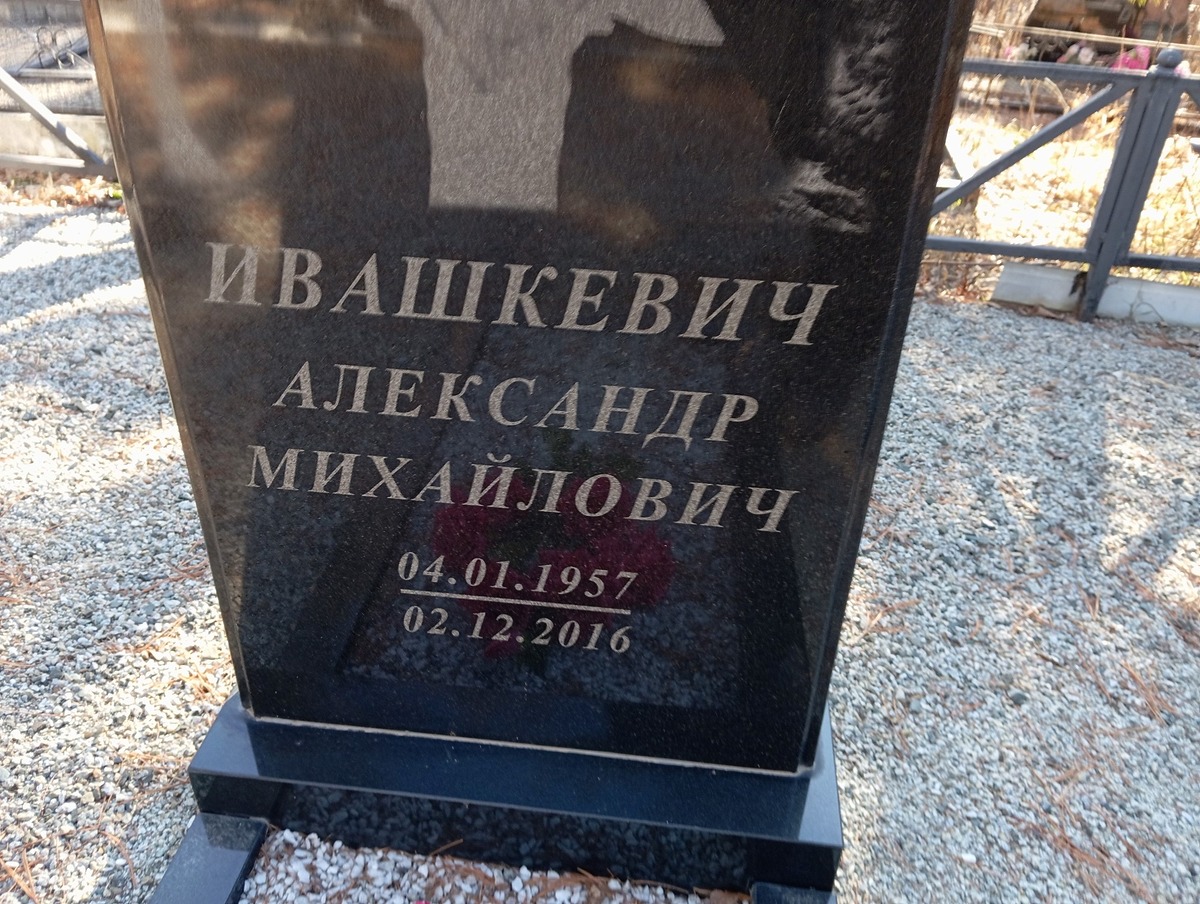 ИВАШКЕВИЧ
АЛЕКСАНДР
МИХАЙЛОВИЧ
04.01.1957
02.12.2016